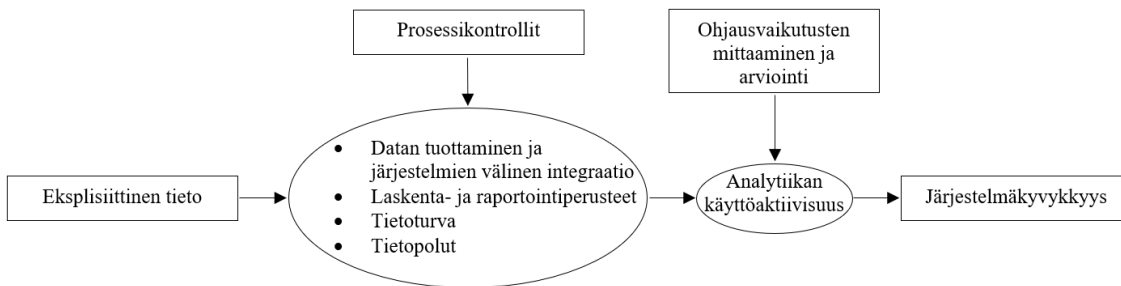 Prosessikontrollit
Ohjausvaikutusten
mittaaminen ja
arviointi
Eksplisiittinen tieto
• Datan tuottaminen ja
järjestelmien välinen integraatio
• Laskenta- ja raportointiperusteet
• Tietoturva
• Tietopolut
Analytiikan
käyttöaktiivisuus
Järjestelmäkyvykkyys